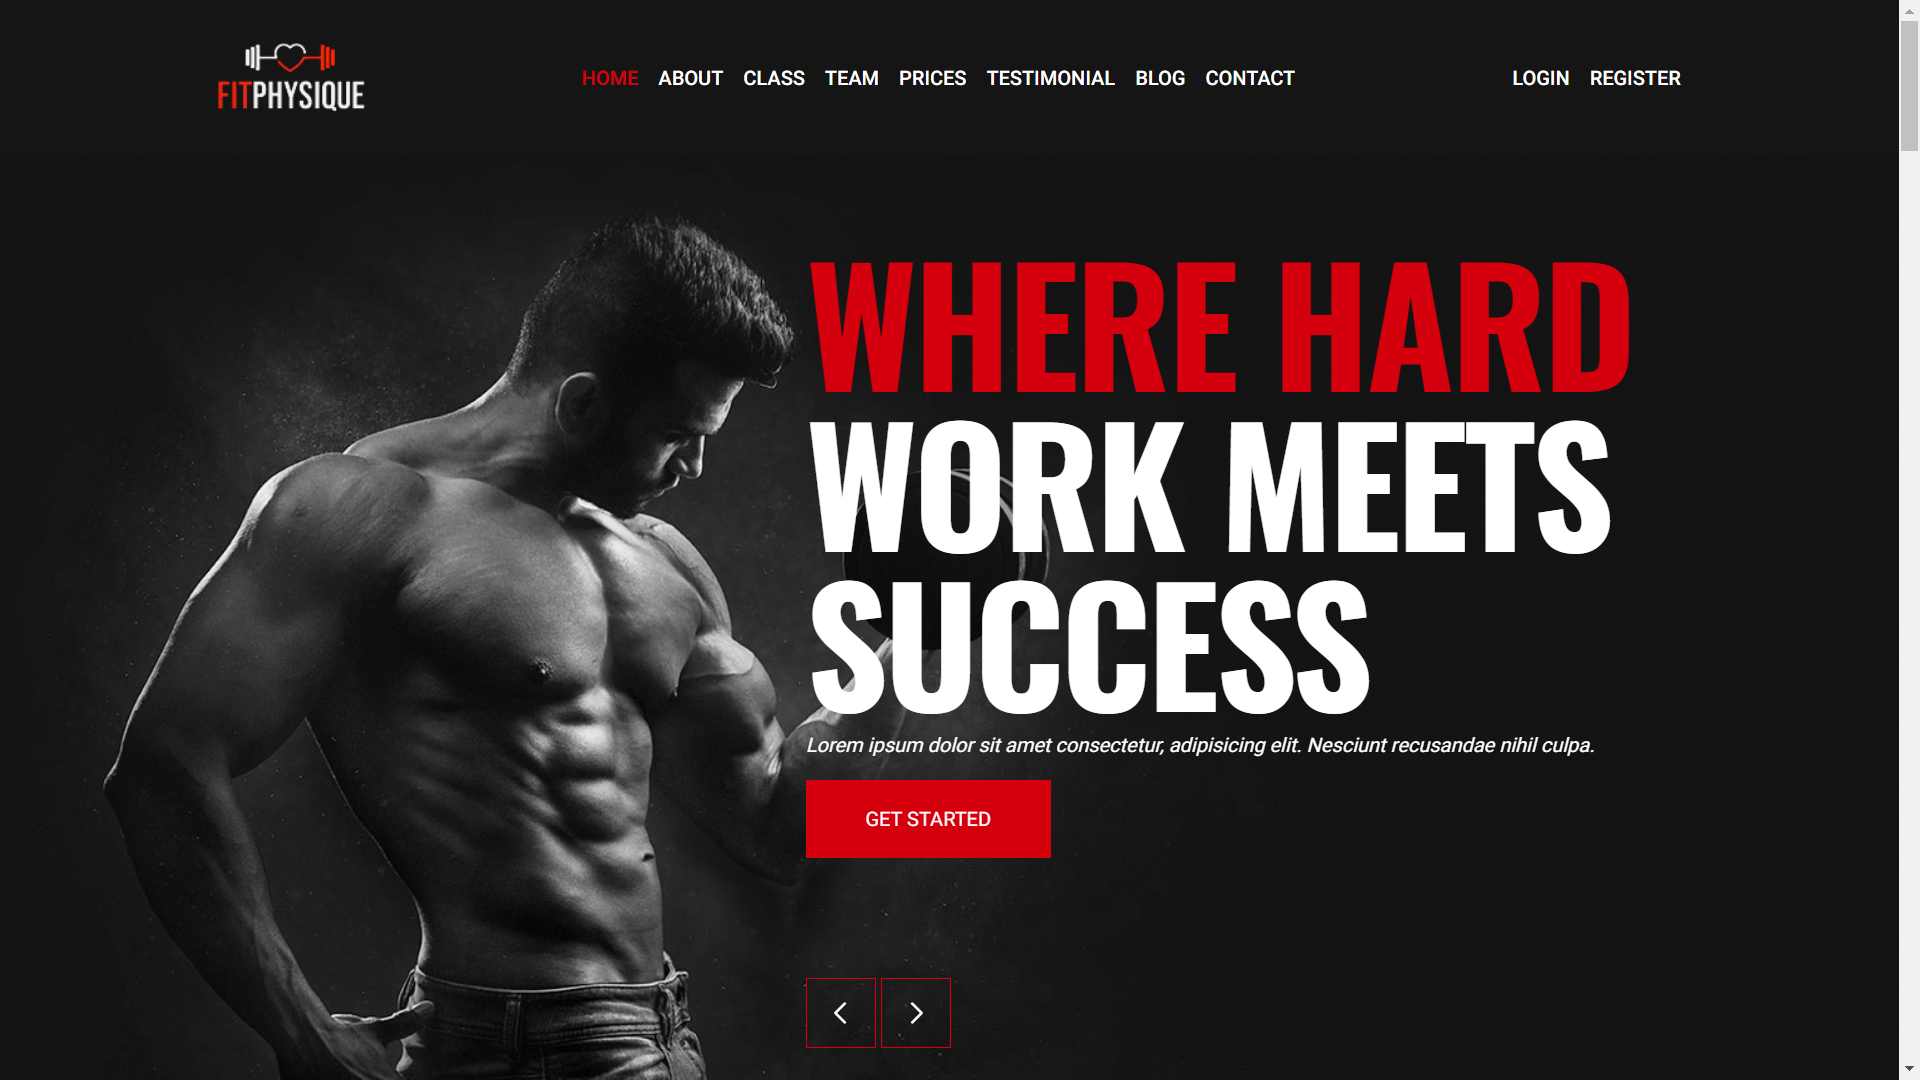 FITPHYSIQUE
HOME ABOUT CLASS TEAM PRICES TESTIMONIAL BLOG CONTACT
LOGIN REGISTER
WHERE HARD
WORK MEETS
SUCCESS
Lorem ipsum dolor sit amet consectetur, adipisicing elit. Nesciunt recusandae nihil culpa.
GET STARTED